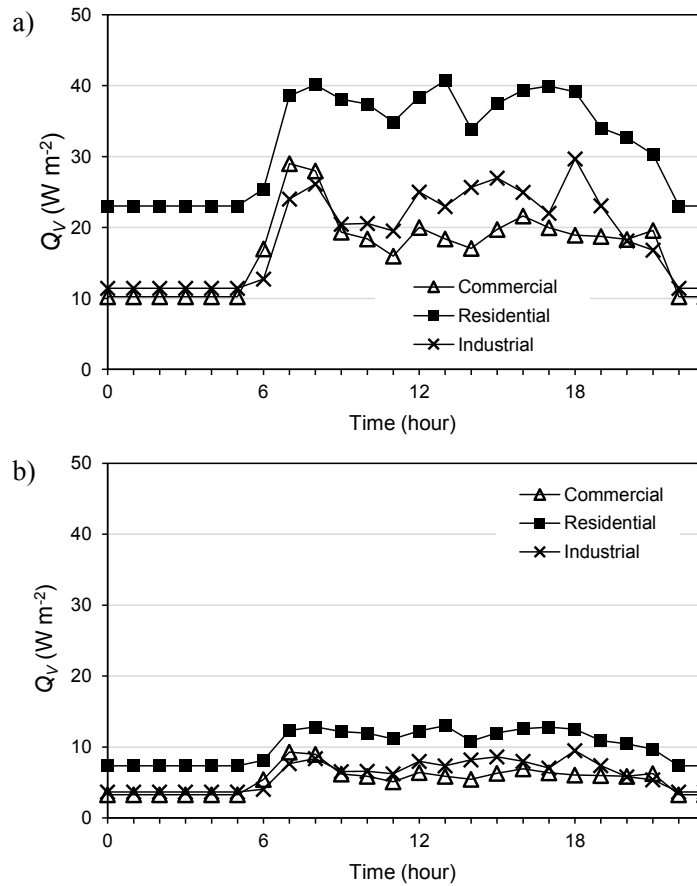 a)
50
40
30
20
10
0
Q_V (W m⁻²)
Commercial
Residential
Industrial
0 6 12 18
Time (hour)
b)
50
40
30
20
10
0
Q_V (W m⁻²)
Commercial
Residential
Industrial
0 6 12 18
Time (hour)